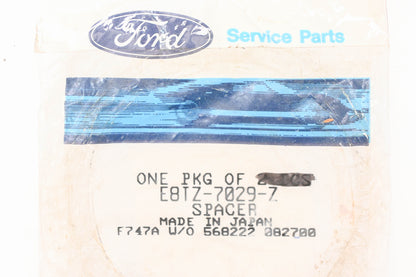 Ford
Service Parts
ONE PKG OF
E8TZ-7029-Z
SPACER
MADE IN JAPAN
F747A W/O 568222 082700